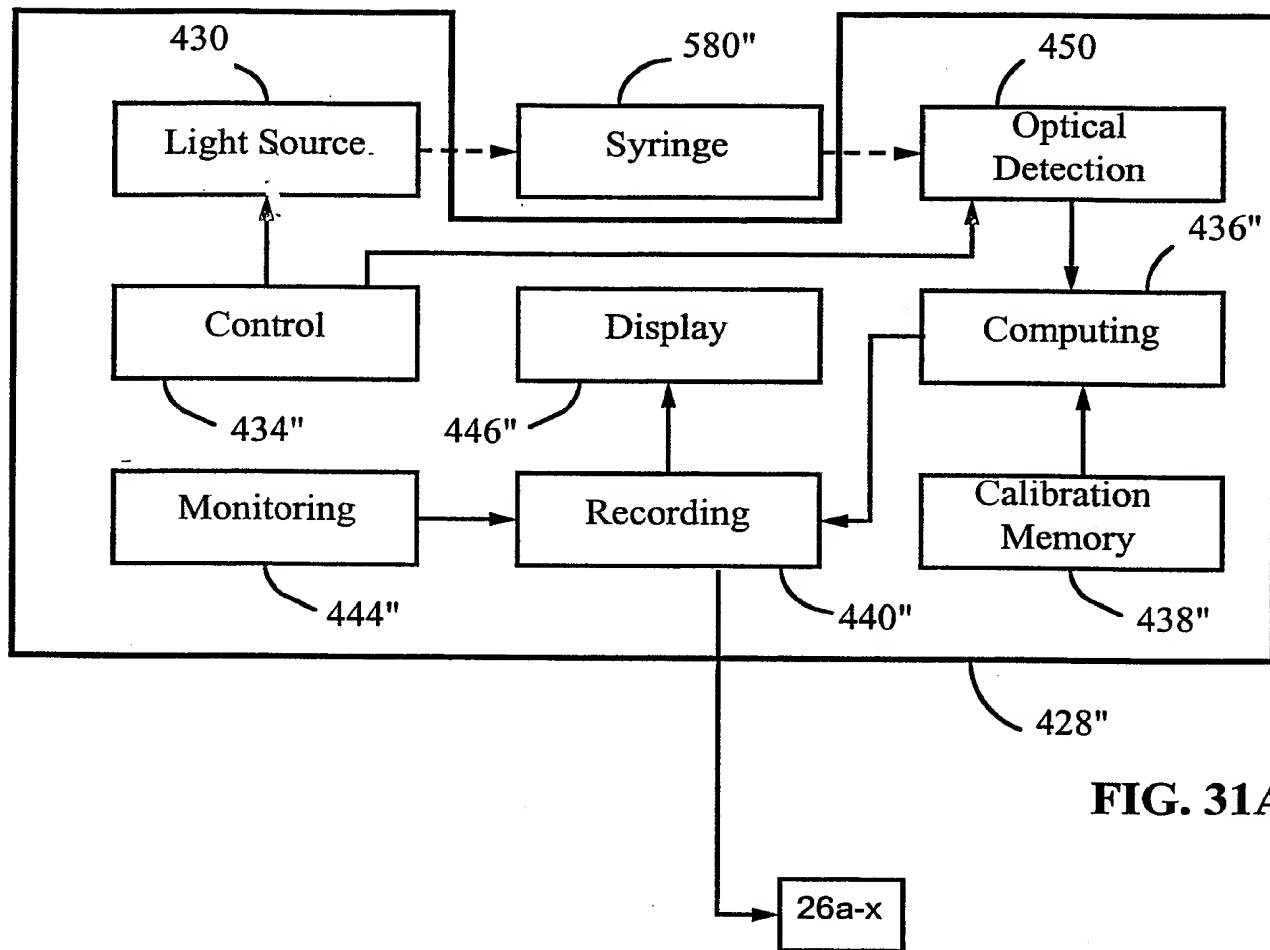 430
580"
450
Light Source
Syringe
Optical
Detection
436"
Control
Display
Computing
434"
446"
Monitoring
Recording
Calibration
Memory
444"
440"
438"
428"
FIG. 31A
26a-x